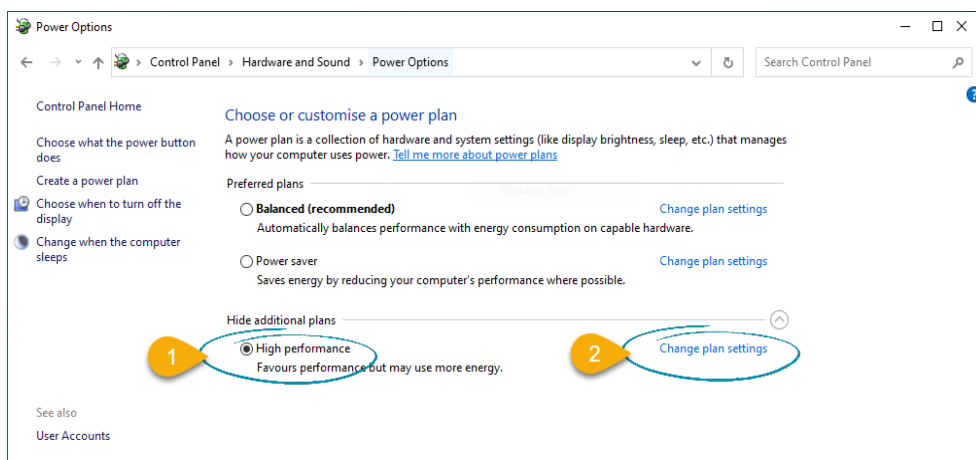 Power Options
Control Panel > Hardware and Sound > Power Options
Search Control Panel
?
Control Panel Home
Choose what the power button
does
Create a power plan
Choose when to turn off the
display
Change when the computer
sleeps
See also
User Accounts
Choose or customise a power plan
A power plan is a collection of hardware and system settings (like display brightness, sleep, etc.) that manages
how your computer uses power. Tell me more about power plans
Preferred plans
Balanced (recommended) Change plan settings
Automatically balances performance with energy consumption on capable hardware.
Power saver Change plan settings
Saves energy by reducing your computer's performance where possible.
Hide additional plans
1 High performance 2 Change plan settings
Favours performance but may use more energy.